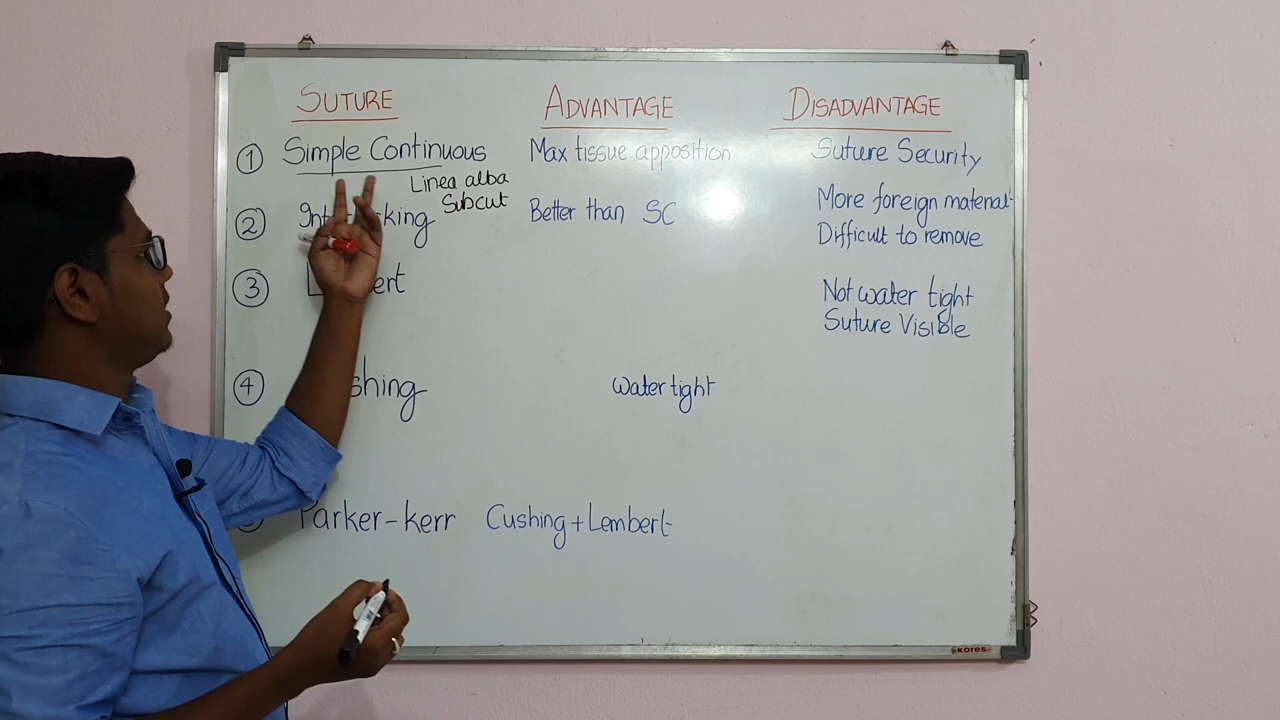 SUTURE ADVANTAGE DISADVANTAGE
1 Simple Continuous Max tissue apposition Suture Security
Linea alba
Subcut
2 Better than SC More foreign material
Difficult to remove
3 Not water tight
Suture Visible
4 water tight
Parker-kerr Cushing+Lembert
KORES